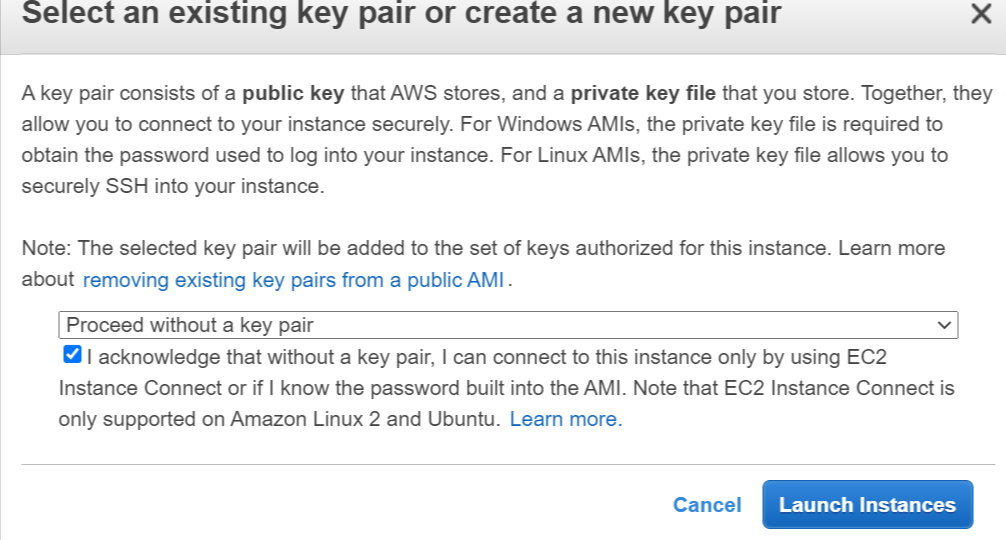 Select an existing key pair or create a new key pair
A key pair consists of a public key that AWS stores, and a private key file that you store. Together, they
allow you to connect to your instance securely. For Windows AMIs, the private key file is required to
obtain the password used to log into your instance. For Linux AMIs, the private key file allows you to
securely SSH into your instance.
Note: The selected key pair will be added to the set of keys authorized for this instance. Learn more
about removing existing key pairs from a public AMI .
Proceed without a key pair
I acknowledge that without a key pair, I can connect to this instance only by using EC2
Instance Connect or if I know the password built into the AMI. Note that EC2 Instance Connect is
only supported on Amazon Linux 2 and Ubuntu. Learn more.
Cancel Launch Instances